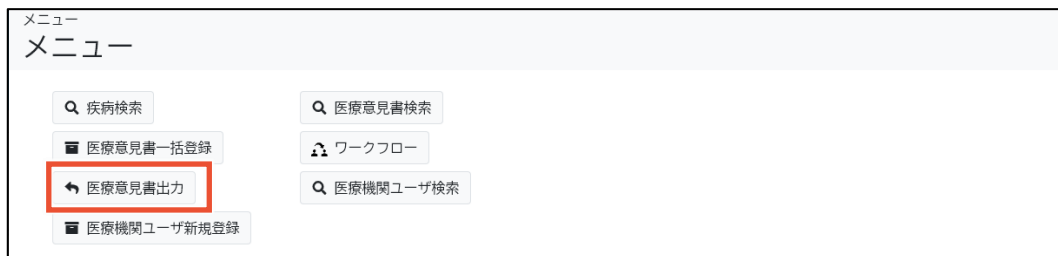 メニュー
メニュー
疾病検索
医療意見書検索
医療意見書一括登録
ワークフロー
医療意見書出力
医療機関ユーザ検索
医療機関ユーザ新規登録